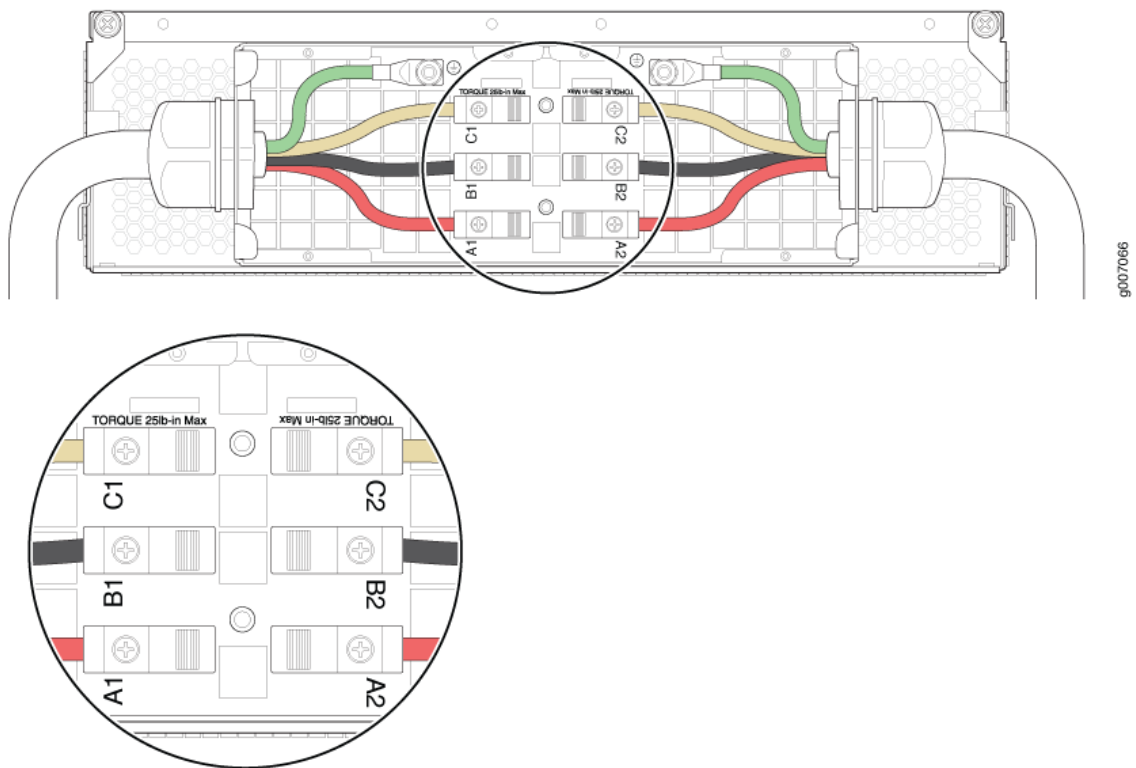 TORQUE 25lb-in Max
TORQUE 25lb-in Max
C1
C2
B1
B2
A1
A2
g007066
TORQUE 25lb-in Max
TORQUE 25lb-in Max
C1
C2
B1
B2
A1
A2